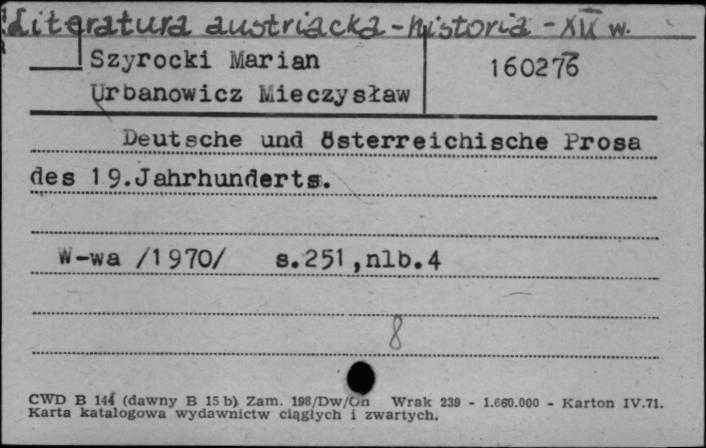 Literatura austriacka - historia - XIX w.
Szyrocki Marian
160276
Urbanowicz Mieczysław
Deutsche und österreichische Prosa
des 19.Jahrhunderts.
W-wa /1970/ s.251,nlb.4
8
CWD B 144 (dawny B 15 b) Zam. 198/Dw/On Wrak 239 - 1.660.000 - Karton IV.71.
Karta katalogowa wydawnictw ciągłych i zwartych.